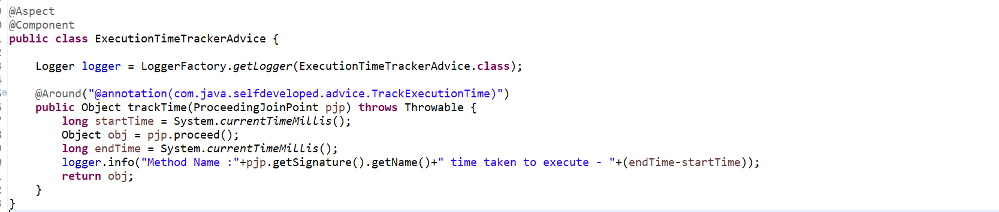 @Aspect
@Component
public class ExecutionTimeTrackerAdvice {
    Logger logger = LoggerFactory.getLogger(ExecutionTimeTrackerAdvice.class);
    @Around("@annotation(com.java.selfdeveloped.advice.TrackExecutionTime)")
    public Object trackTime(ProceedingJoinPoint pjp) throws Throwable {
        long startTime = System.currentTimeMillis();
        Object obj = pjp.proceed();
        long endTime = System.currentTimeMillis();
        logger.info("Method Name :"+pjp.getSignature().getName()+" time taken to execute - "+(endTime-startTime));
        return obj;
    }
}